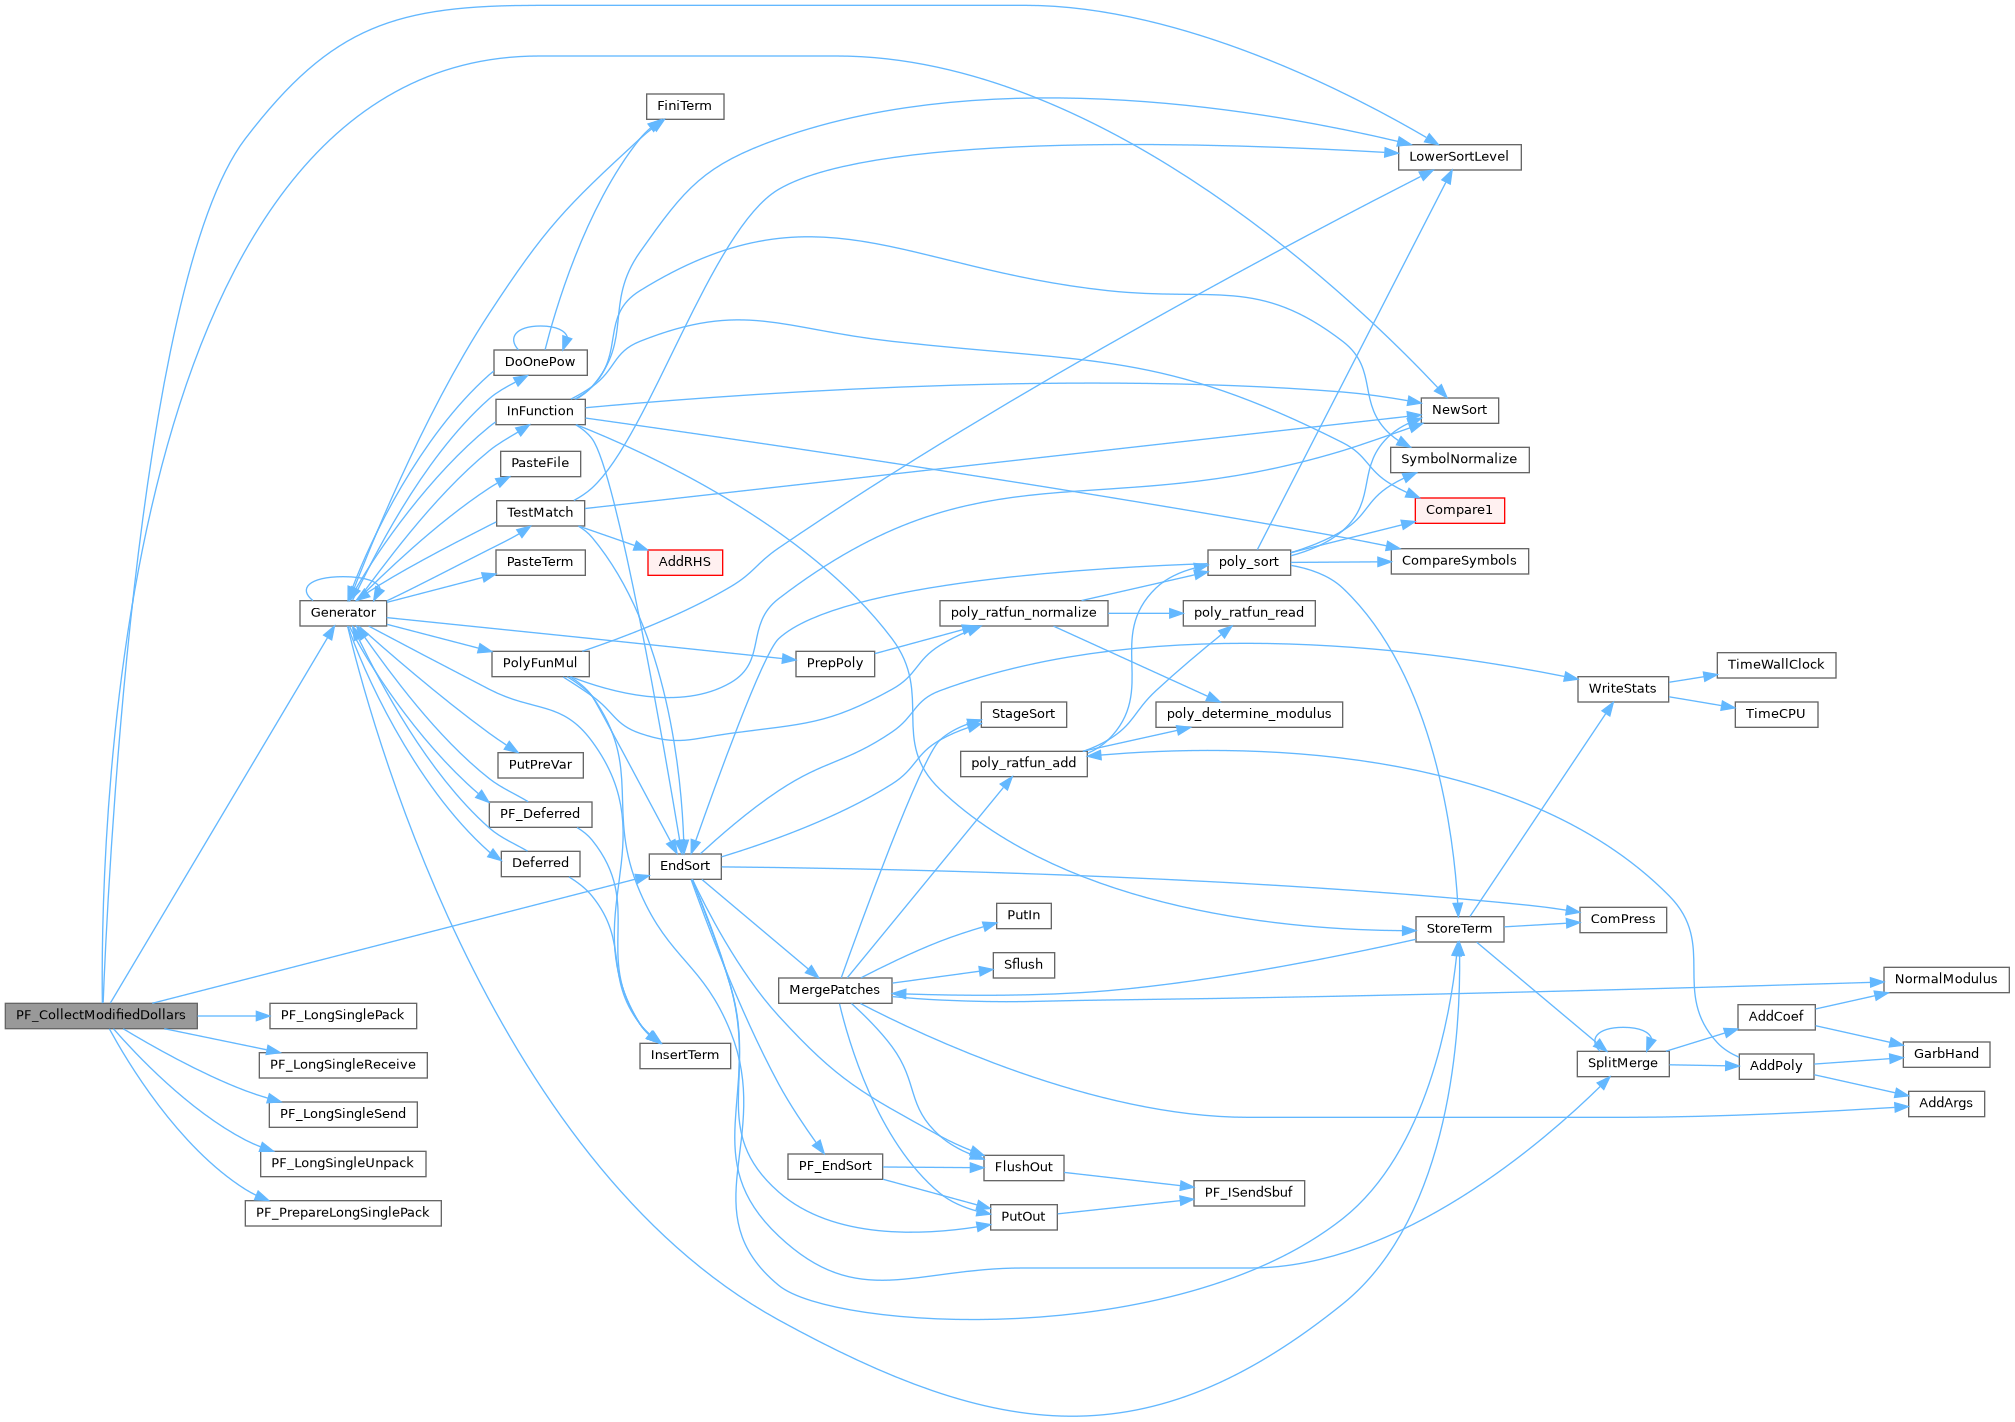 FiniTerm
LowerSortLevel
DoOnePow
InFunction
NewSort
PasteFile
SymbolNormalize
TestMatch
Compare1
PasteTerm
AddRHS
poly_sort
CompareSymbols
Generator
poly_ratfun_normalize
poly_ratfun_read
PolyFunMul
PrepPoly
TimeWallClock
WriteStats
StageSort
poly_determine_modulus
TimeCPU
PutPreVar
poly_ratfun_add
PF_Deferred
Deferred
EndSort
PutIn
ComPress
StoreTerm
Sflush
MergePatches
NormalModulus
PF_CollectModifiedDollars
PF_LongSinglePack
AddCoef
InsertTerm
GarbHand
PF_LongSingleReceive
SplitMerge
AddPoly
PF_LongSingleSend
AddArgs
PF_LongSingleUnpack
PF_EndSort
FlushOut
PF_ISendSbuf
PF_PrepareLongSinglePack
PutOut